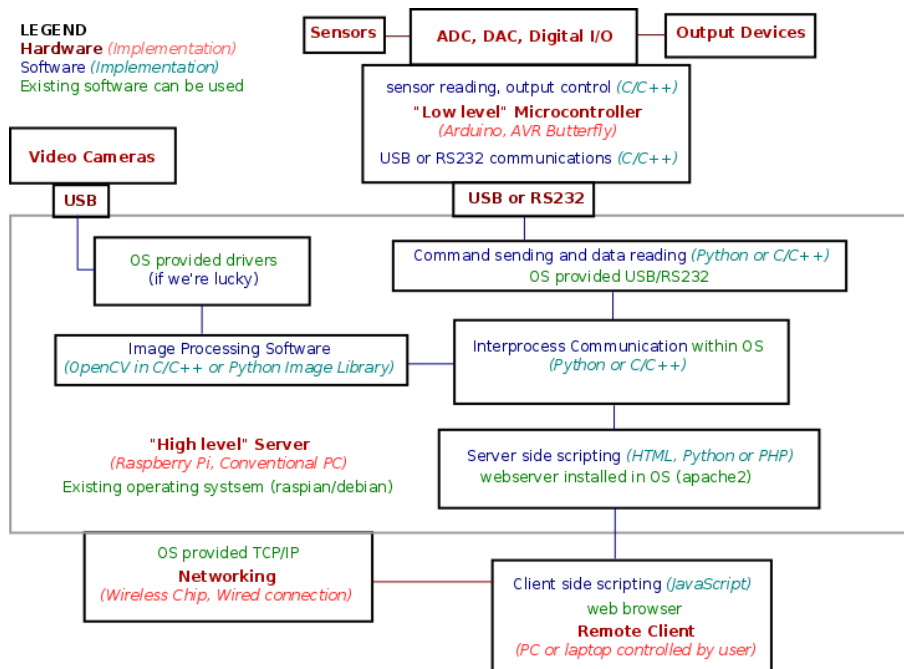 LEGEND
Hardware (Implementation)
Software (Implementation)
Existing software can be used
Sensors
ADC, DAC, Digital I/O
Output Devices
sensor reading, output control (C/C++)
"Low level" Microcontroller
(Arduino, AVR Butterfly)
USB or RS232 communications (C/C++)
Video Cameras
USB
USB or RS232
OS provided drivers
(if we're lucky)
Command sending and data reading (Python or C/C++)
OS provided USB/RS232
Image Processing Software
(OpenCV in C/C++ or Python Image Library)
Interprocess Communication within OS
(Python or C/C++)
"High level" Server
(Raspberry Pi, Conventional PC)
Existing operating systsem (raspian/debian)
Server side scripting (HTML, Python or PHP)
webserver installed in OS (apache2)
OS provided TCP/IP
Networking
(Wireless Chip, Wired connection)
Client side scripting (JavaScript)
web browser
Remote Client
(PC or laptop controlled by user)